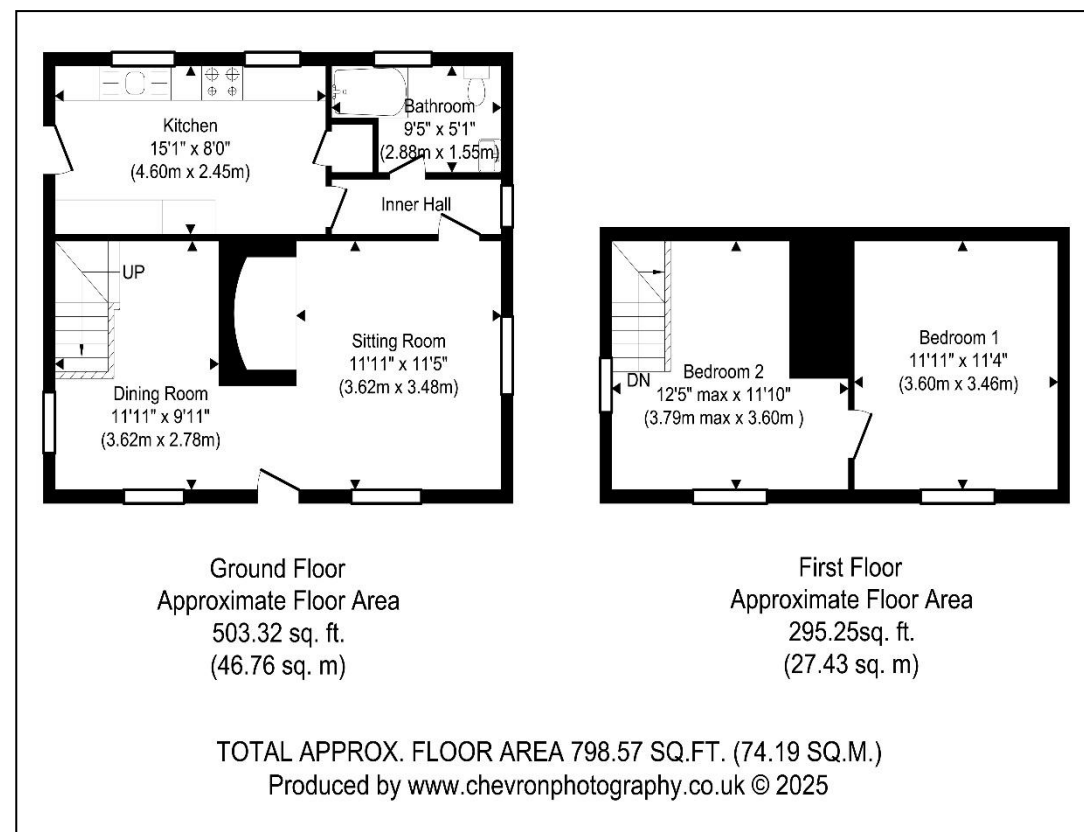 Kitchen
15'1" x 8'0"
(4.60m x 2.45m)
Bathroom
9'5" x 5'1"
(2.88m x 1.55m)
Inner Hall
UP
Sitting Room
11'11" x 11'5"
(3.62m x 3.48m)
Dining Room
11'11" x 9'11"
(3.62m x 2.78m)
DN
Bedroom 2
12'5" max x 11'10"
(3.79m max x 3.60m )
Bedroom 1
11'11" x 11'4"
(3.60m x 3.46m)
Ground Floor
Approximate Floor Area
503.32 sq. ft.
(46.76 sq. m)
First Floor
Approximate Floor Area
295.25sq. ft.
(27.43 sq. m)
TOTAL APPROX. FLOOR AREA 798.57 SQ.FT. (74.19 SQ.M.)
Produced by www.chevronphotography.co.uk © 2025